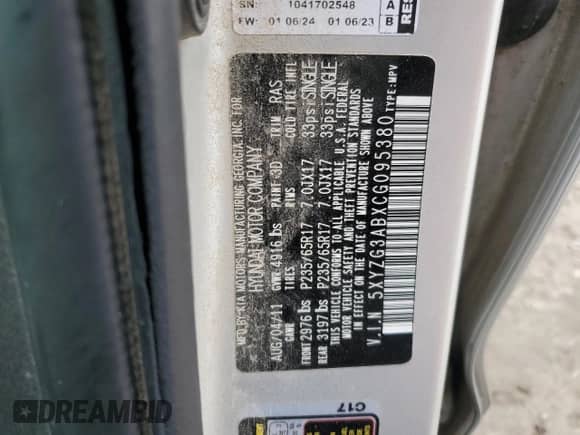 SN: 1041702548 A
FW: 01 06/24 01 06/23 B
RES
MFD BY KIA MOTORS MANUFACTURING GEORGIA, INC FOR
HYUNDAI MOTOR COMPANY
AUG/04/11 GVWR 4916 lbs PAINT 3D TRIM RAS
GAWR TIRES RIMS COLD TIRE INFL
FRONT 2976 lbs P235/65R17 7.0JX17 33psi SINGLE
REAR 3197 lbs P235/65R17 7.0JX17 33psi SINGLE
THIS VEHICLE CONFORMS TO ALL APPLICABLE U.S.A. FEDERAL
MOTOR VEHICLE SAFETY AND THEFT PREVENTION STANDARDS
IN EFFECT ON THE DATE OF MANUFACTURE SHOWN ABOVE
V.I.N 5XYZG3ABXCG095380 TYPE:MPV
C17
DREAMBID